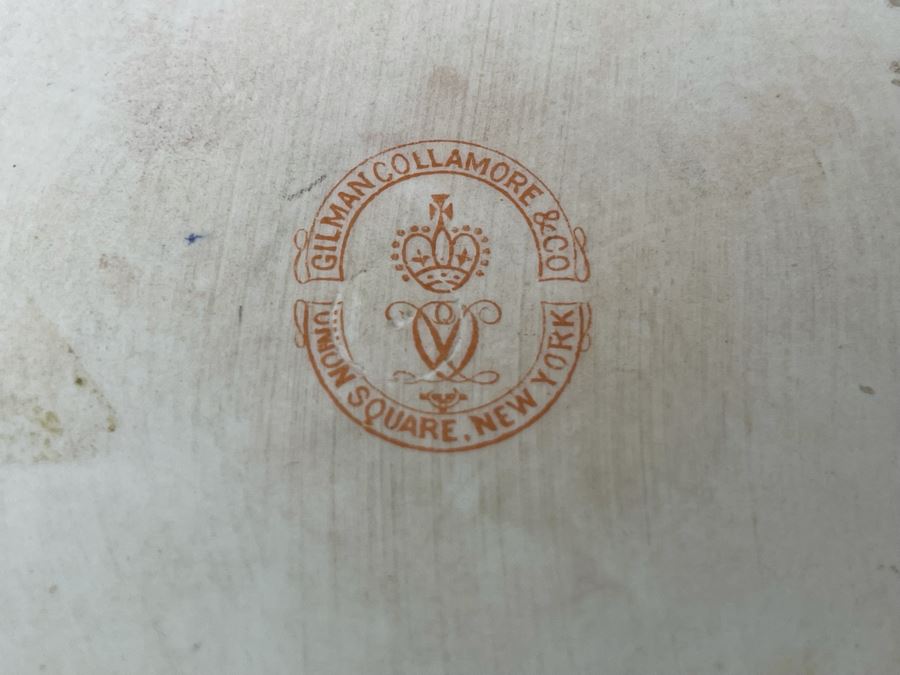 GILMAN COLLAMORE & CO
UNION SQUARE, NEW YORK